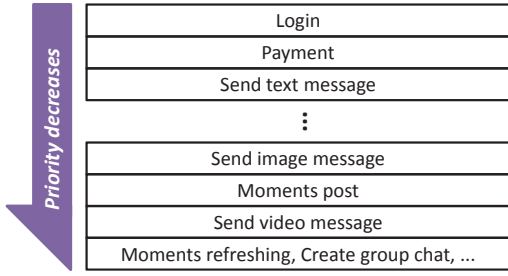 Priority decreases
Login
Payment
Send text message
⋮
Send image message
Moments post
Send video message
Moments refreshing, Create group chat, ...